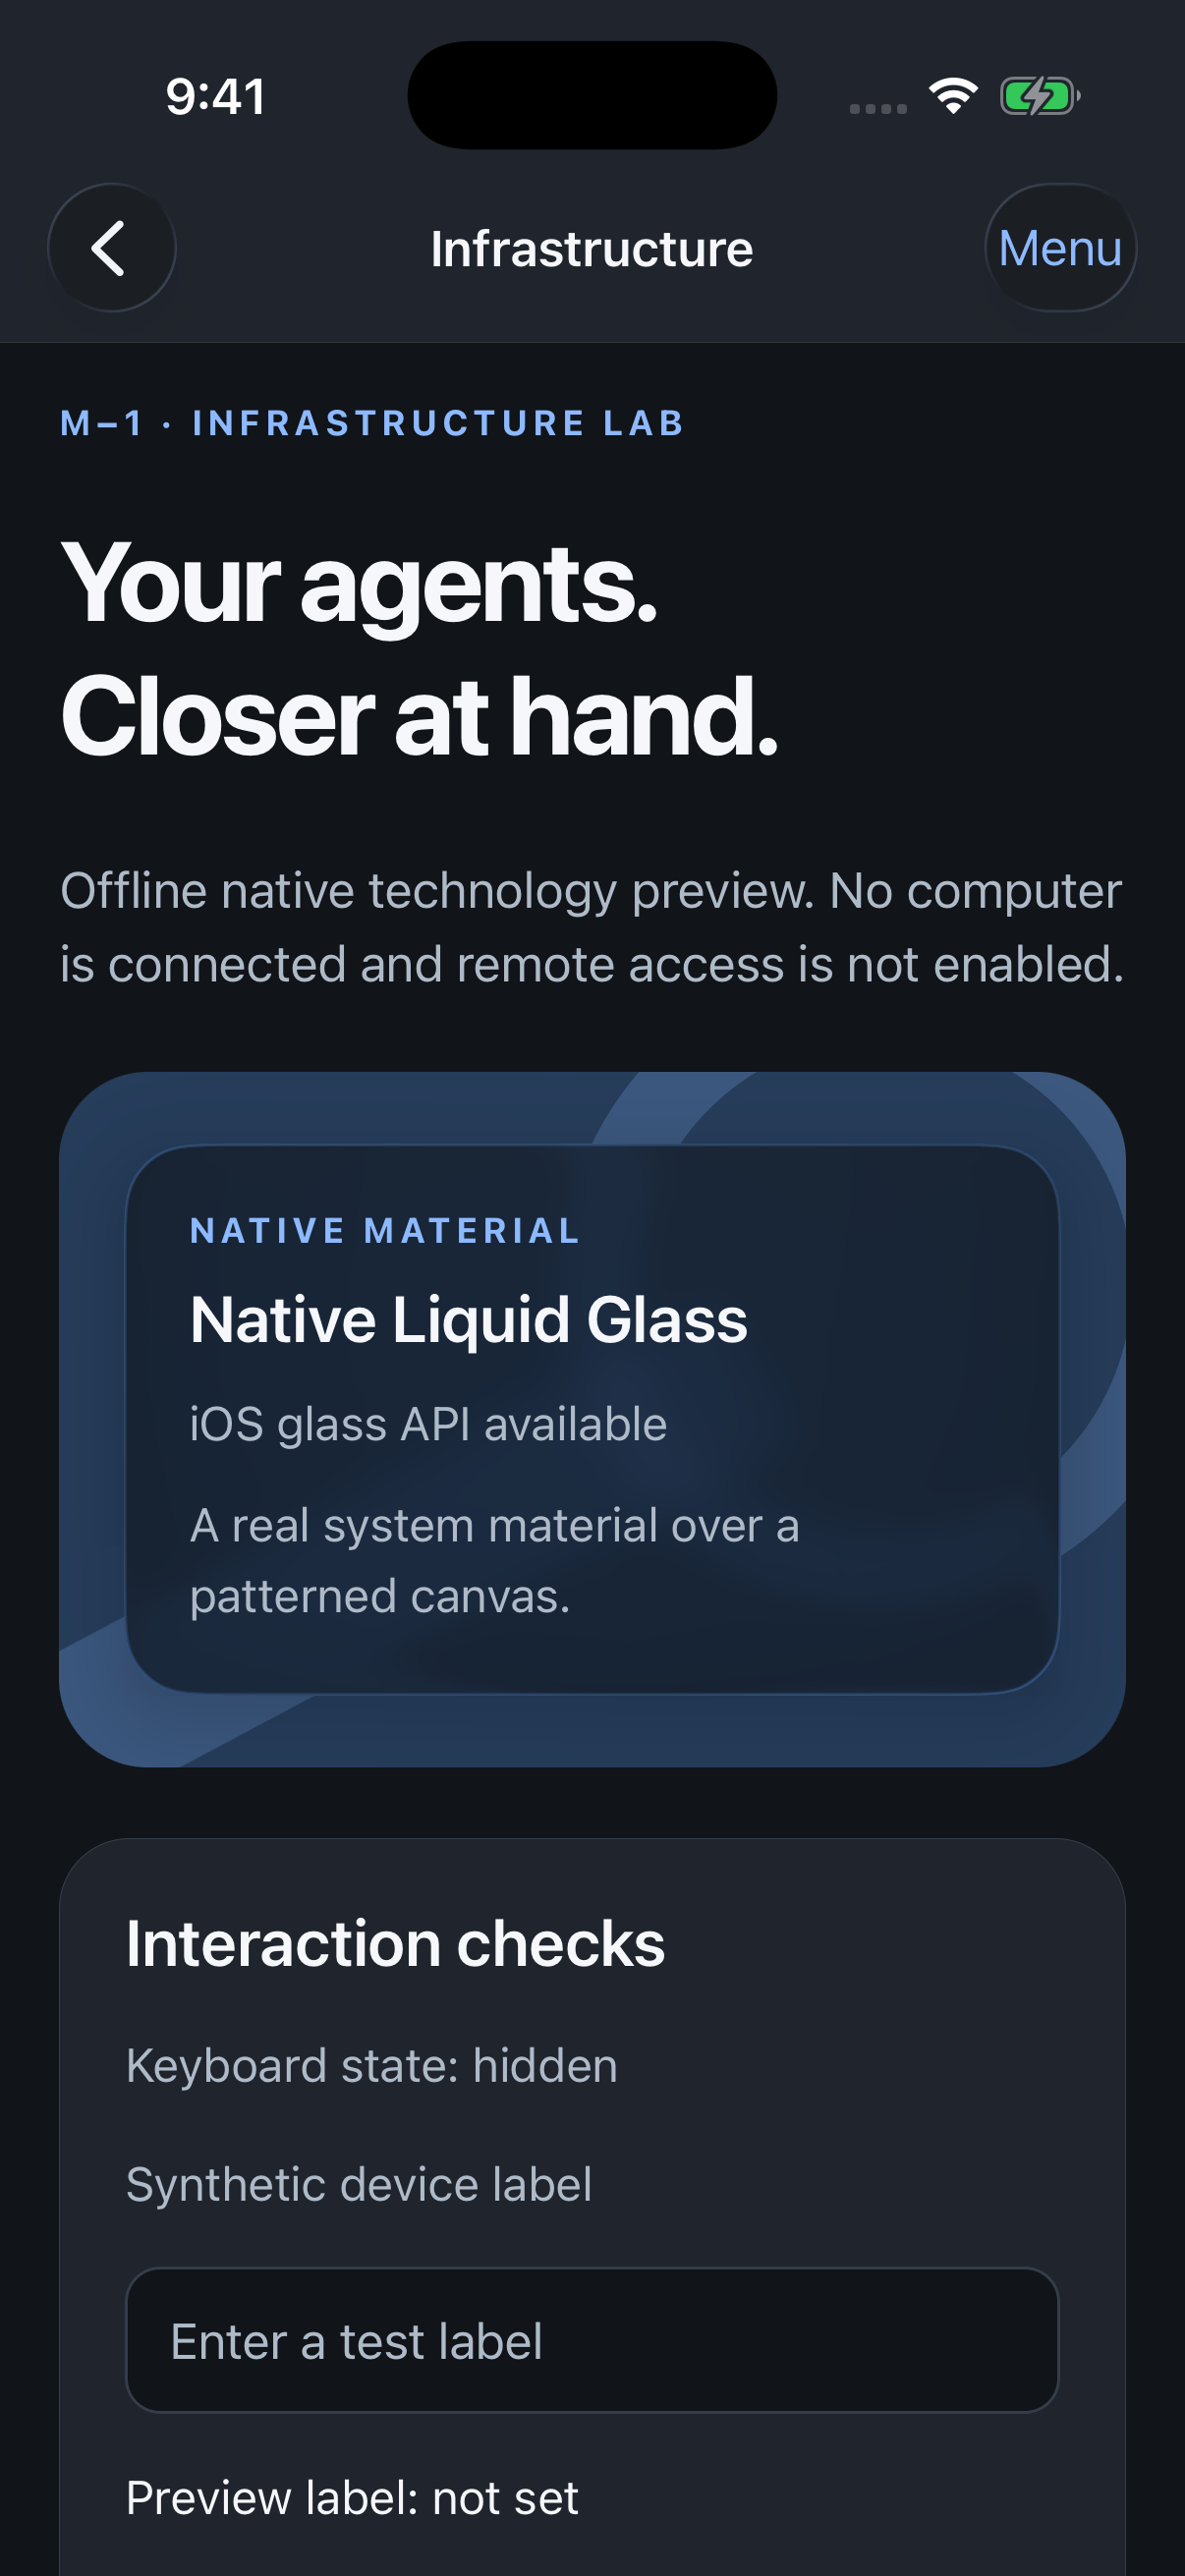 9:41
Infrastructure
Menu
M–1 · INFRASTRUCTURE LAB
Your agents.
Closer at hand.
Offline native technology preview. No computer
is connected and remote access is not enabled.
NATIVE MATERIAL
Native Liquid Glass
iOS glass API available
A real system material over a
patterned canvas.
Interaction checks
Keyboard state: hidden
Synthetic device label
Enter a test label
Preview label: not set